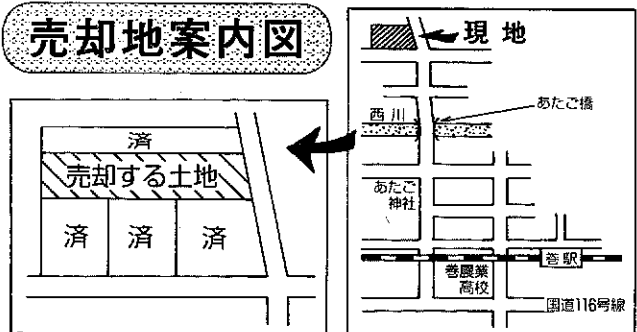 売却地案内図
現地
西川
あたご橋
済
売却する土地
済
済
済
あたご
神社
巻駅
巻農業
高校
国道116号線